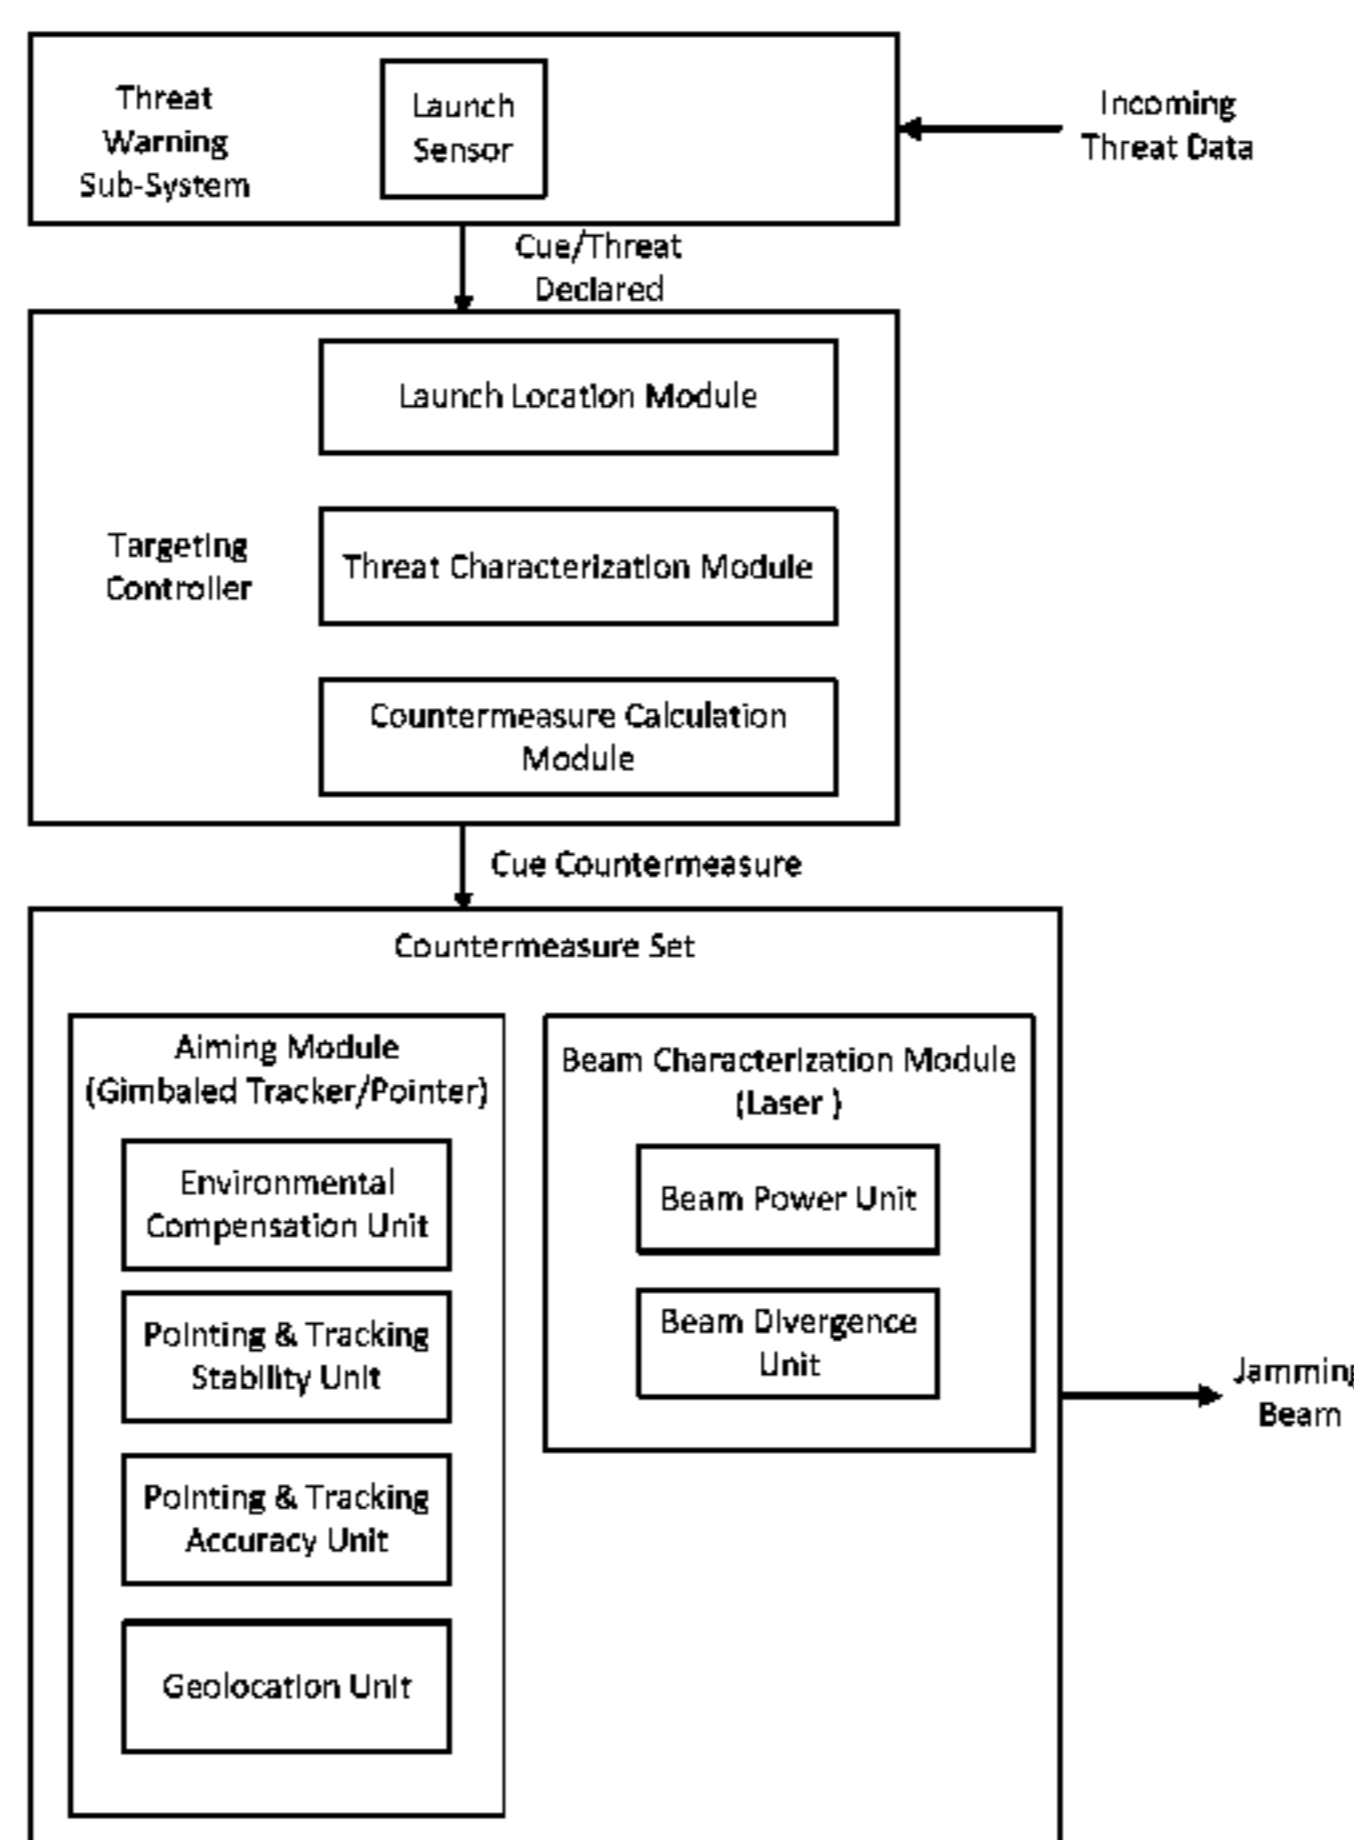 Threat
Warning
Sub-System
Launch
Sensor
Incoming
Threat Data
Cue/Threat
Declared
Launch Location Module
Targeting
Controller
Threat Characterization Module
Countermeasure Calculation
Module
Cue Countermeasure
Countermeasure Set
Aiming Module
(Gimbaled Tracker/Pointer)
Environmental
Compensation Unit
Pointing & Tracking
Stability Unit
Pointing & Tracking
Accuracy Unit
Geolocation Unit
Beam Characterization Module
(Laser )
Beam Power Unit
Beam Divergence
Unit
Jamming
Beam